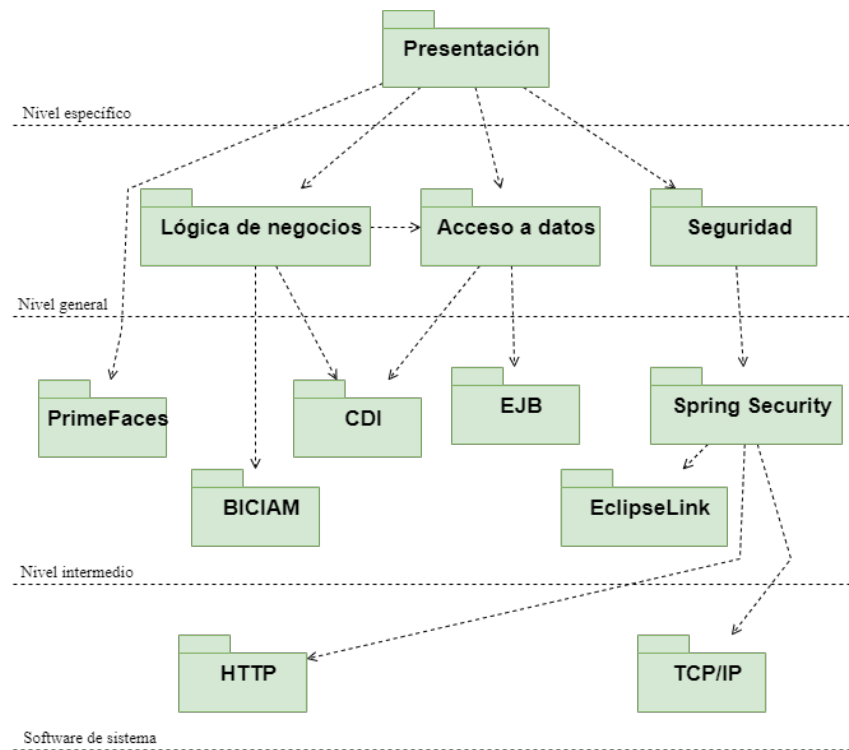 Presentación
Nivel específico
Lógica de negocios
Acceso a datos
Seguridad
Nivel general
PrimeFaces
CDI
EJB
Spring Security
BICIAM
EclipseLink
Nivel intermedio
HTTP
TCP/IP
Software de sistema